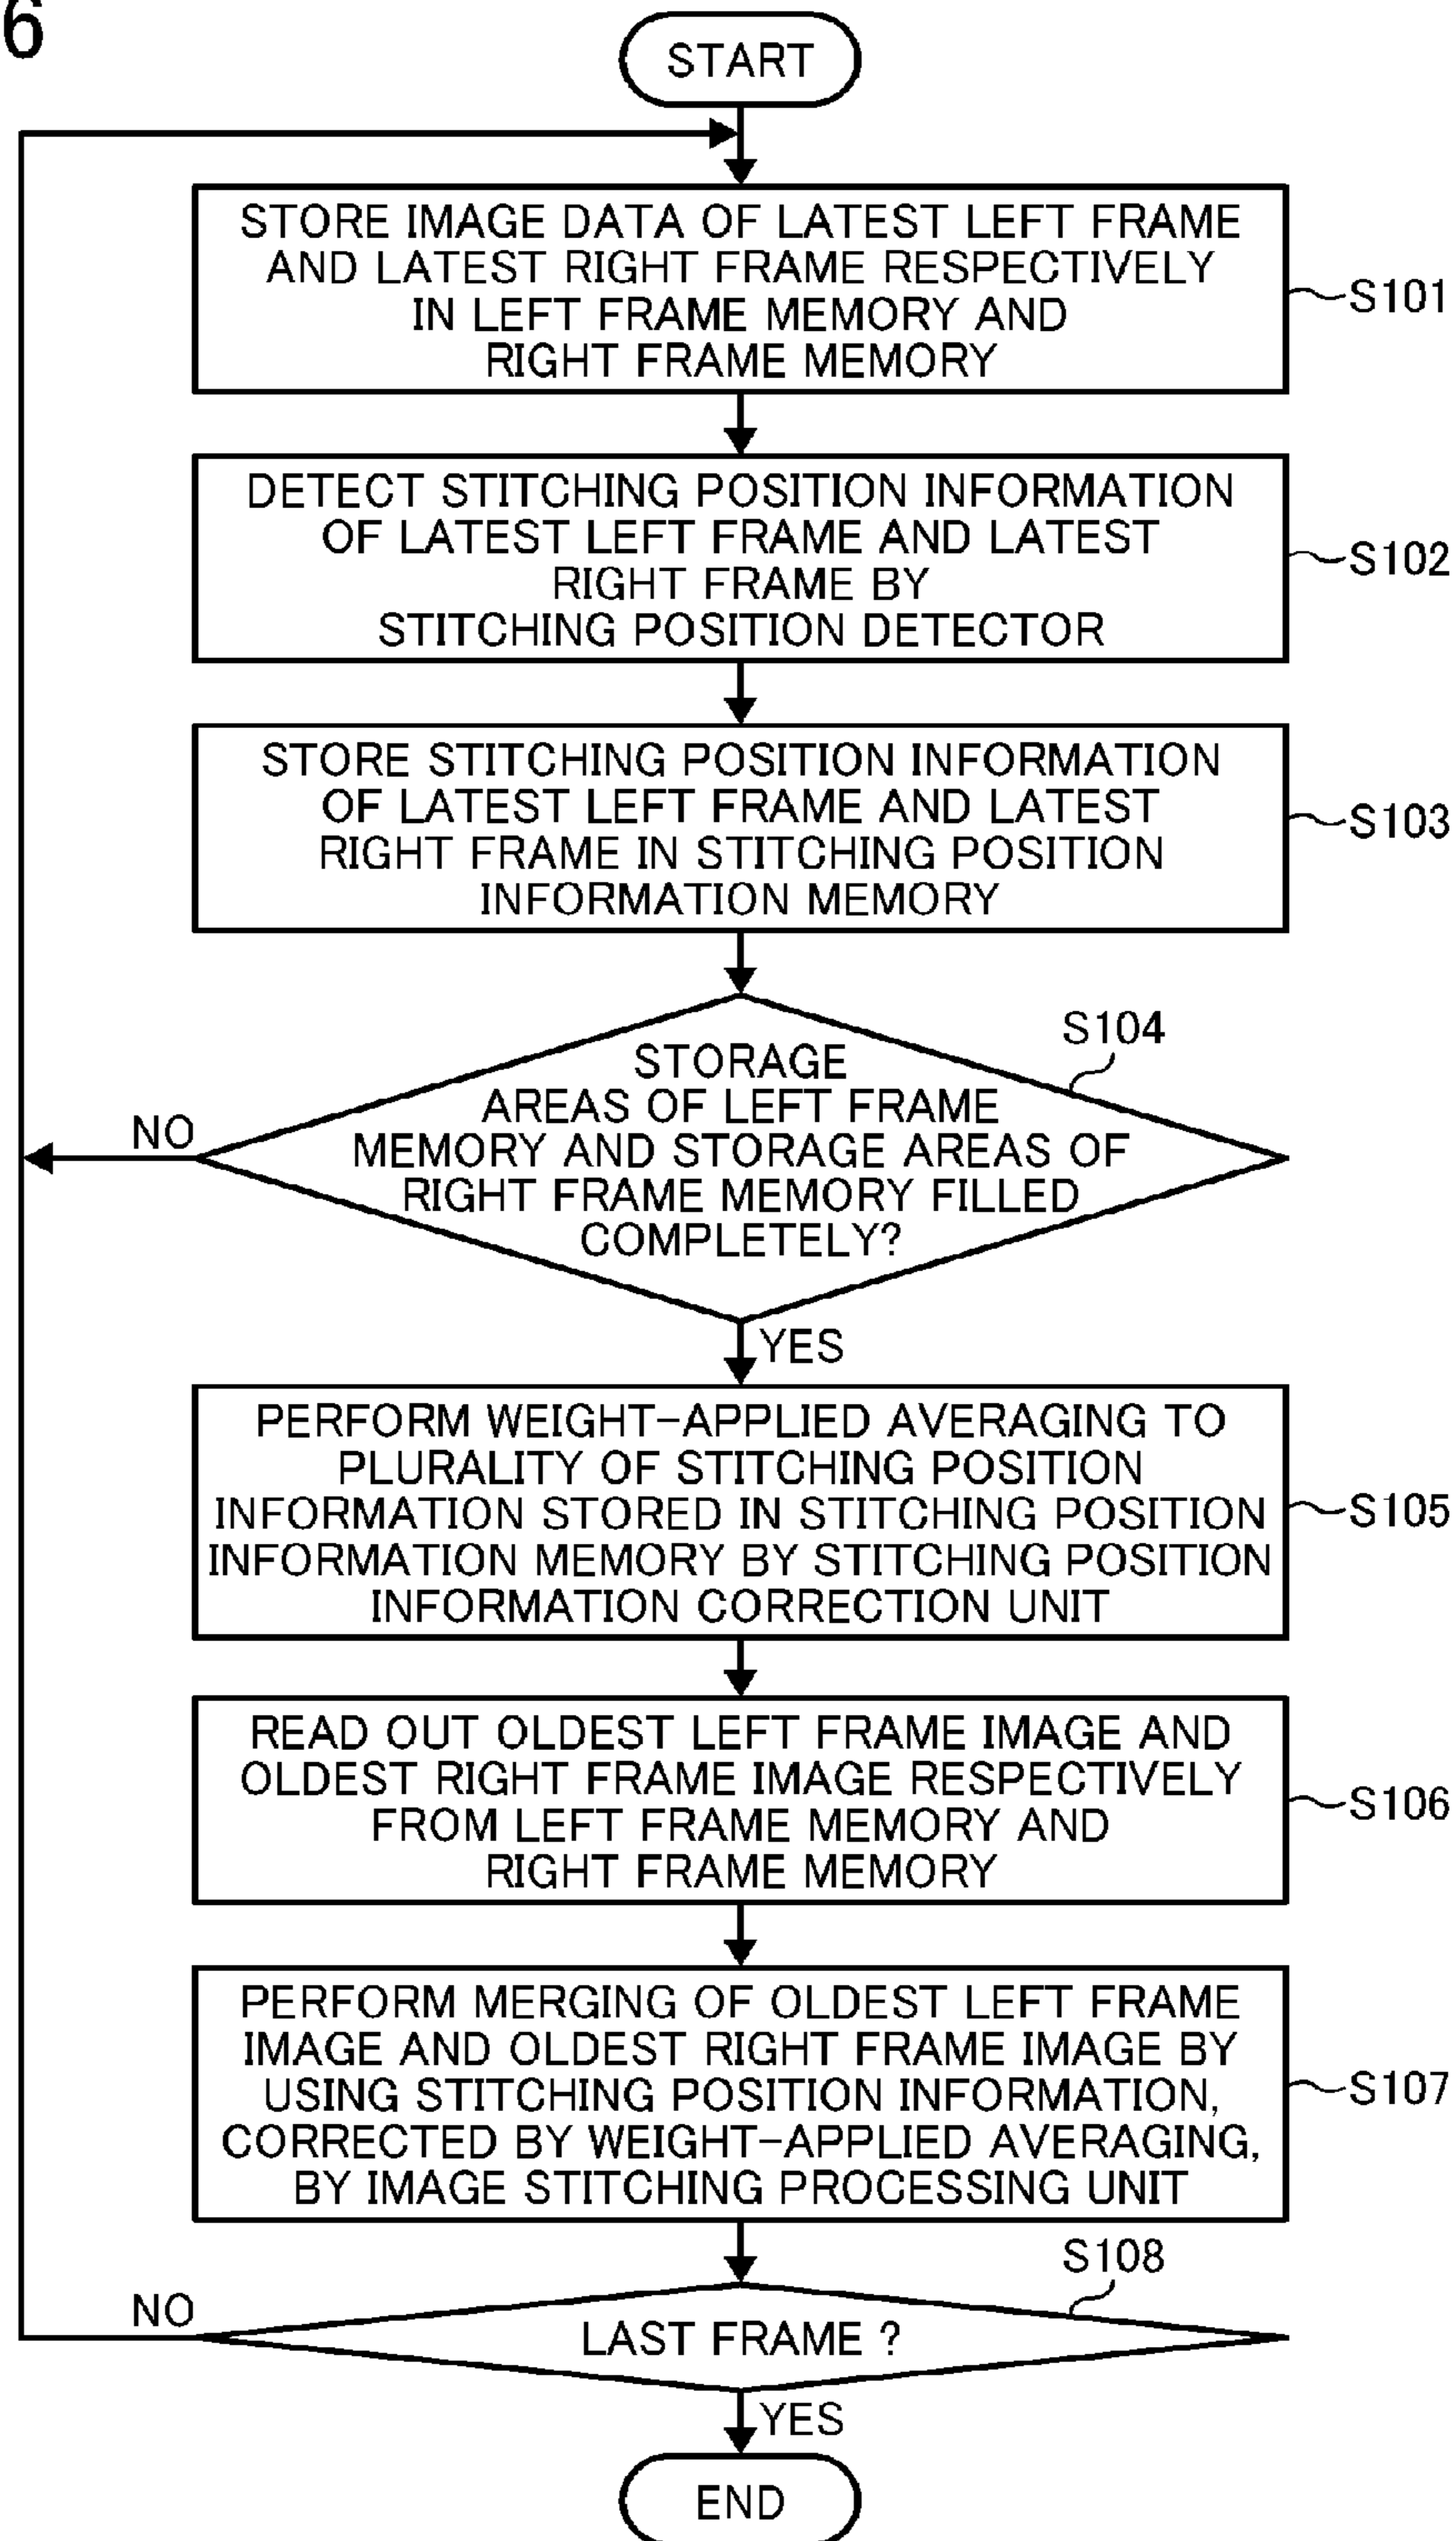 6
START
STORE IMAGE DATA OF LATEST LEFT FRAME
AND LATEST RIGHT FRAME RESPECTIVELY
IN LEFT FRAME MEMORY AND
RIGHT FRAME MEMORY
S101
DETECT STITCHING POSITION INFORMATION
OF LATEST LEFT FRAME AND LATEST
RIGHT FRAME BY
STITCHING POSITION DETECTOR
S102
STORE STITCHING POSITION INFORMATION
OF LATEST LEFT FRAME AND LATEST
RIGHT FRAME IN STITCHING POSITION
INFORMATION MEMORY
S103
S104
STORAGE
AREAS OF LEFT FRAME
MEMORY AND STORAGE AREAS OF
RIGHT FRAME MEMORY FILLED
COMPLETELY?
NO
YES
PERFORM WEIGHT-APPLIED AVERAGING TO
PLURALITY OF STITCHING POSITION
INFORMATION STORED IN STITCHING POSITION
INFORMATION MEMORY BY STITCHING POSITION
INFORMATION CORRECTION UNIT
S105
READ OUT OLDEST LEFT FRAME IMAGE AND
OLDEST RIGHT FRAME IMAGE RESPECTIVELY
FROM LEFT FRAME MEMORY AND
RIGHT FRAME MEMORY
S106
PERFORM MERGING OF OLDEST LEFT FRAME
IMAGE AND OLDEST RIGHT FRAME IMAGE BY
USING STITCHING POSITION INFORMATION,
CORRECTED BY WEIGHT-APPLIED AVERAGING,
BY IMAGE STITCHING PROCESSING UNIT
S107
S108
LAST FRAME ?
NO
YES
END